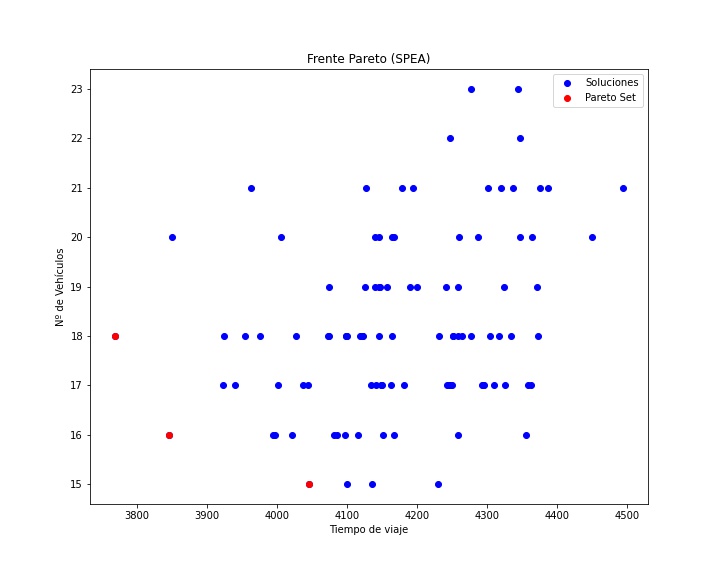 Frente Pareto (SPEA)
Soluciones
Pareto Set
Nº de Vehículos
23
22
21
20
19
18
17
16
15
3800 3900 4000 4100 4200 4300 4400 4500
Tiempo de viaje